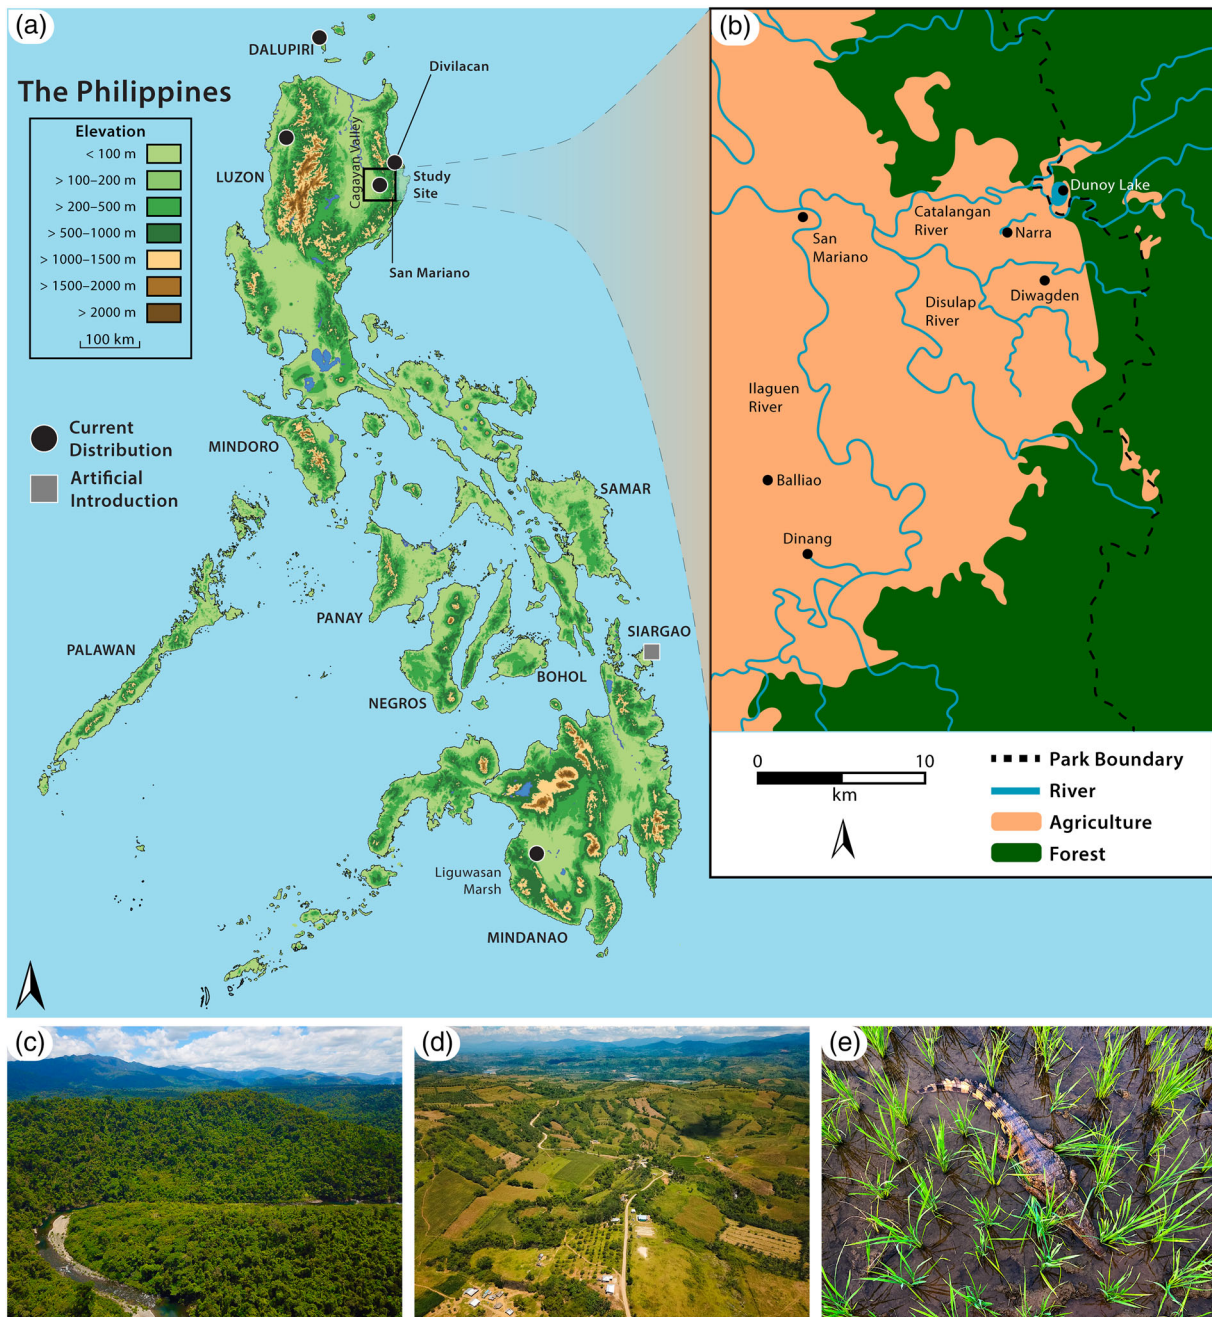 (a)
The Philippines
Elevation
< 100 m
> 100–200 m
> 200–500 m
> 500–1000 m
> 1000–1500 m
> 1500–2000 m
> 2000 m
100 km
Current
Distribution
Artificial
Introduction
DALUPIRI
Divilacan
Cagayan Valley
LUZON
Study
Site
San Mariano
MINDORO
SAMAR
PANAY
PALAWAN
SIARGAO
BOHOL
NEGROS
Liguwasan
Marsh
MINDANAO
(b)
Dunoy Lake
Catalangan
River
Narra
San
Mariano
Diwagden
Disulap
River
Ilaguen
River
Balliao
Dinang
0 10
km
Park Boundary
River
Agriculture
Forest
(c)
(d)
(e)